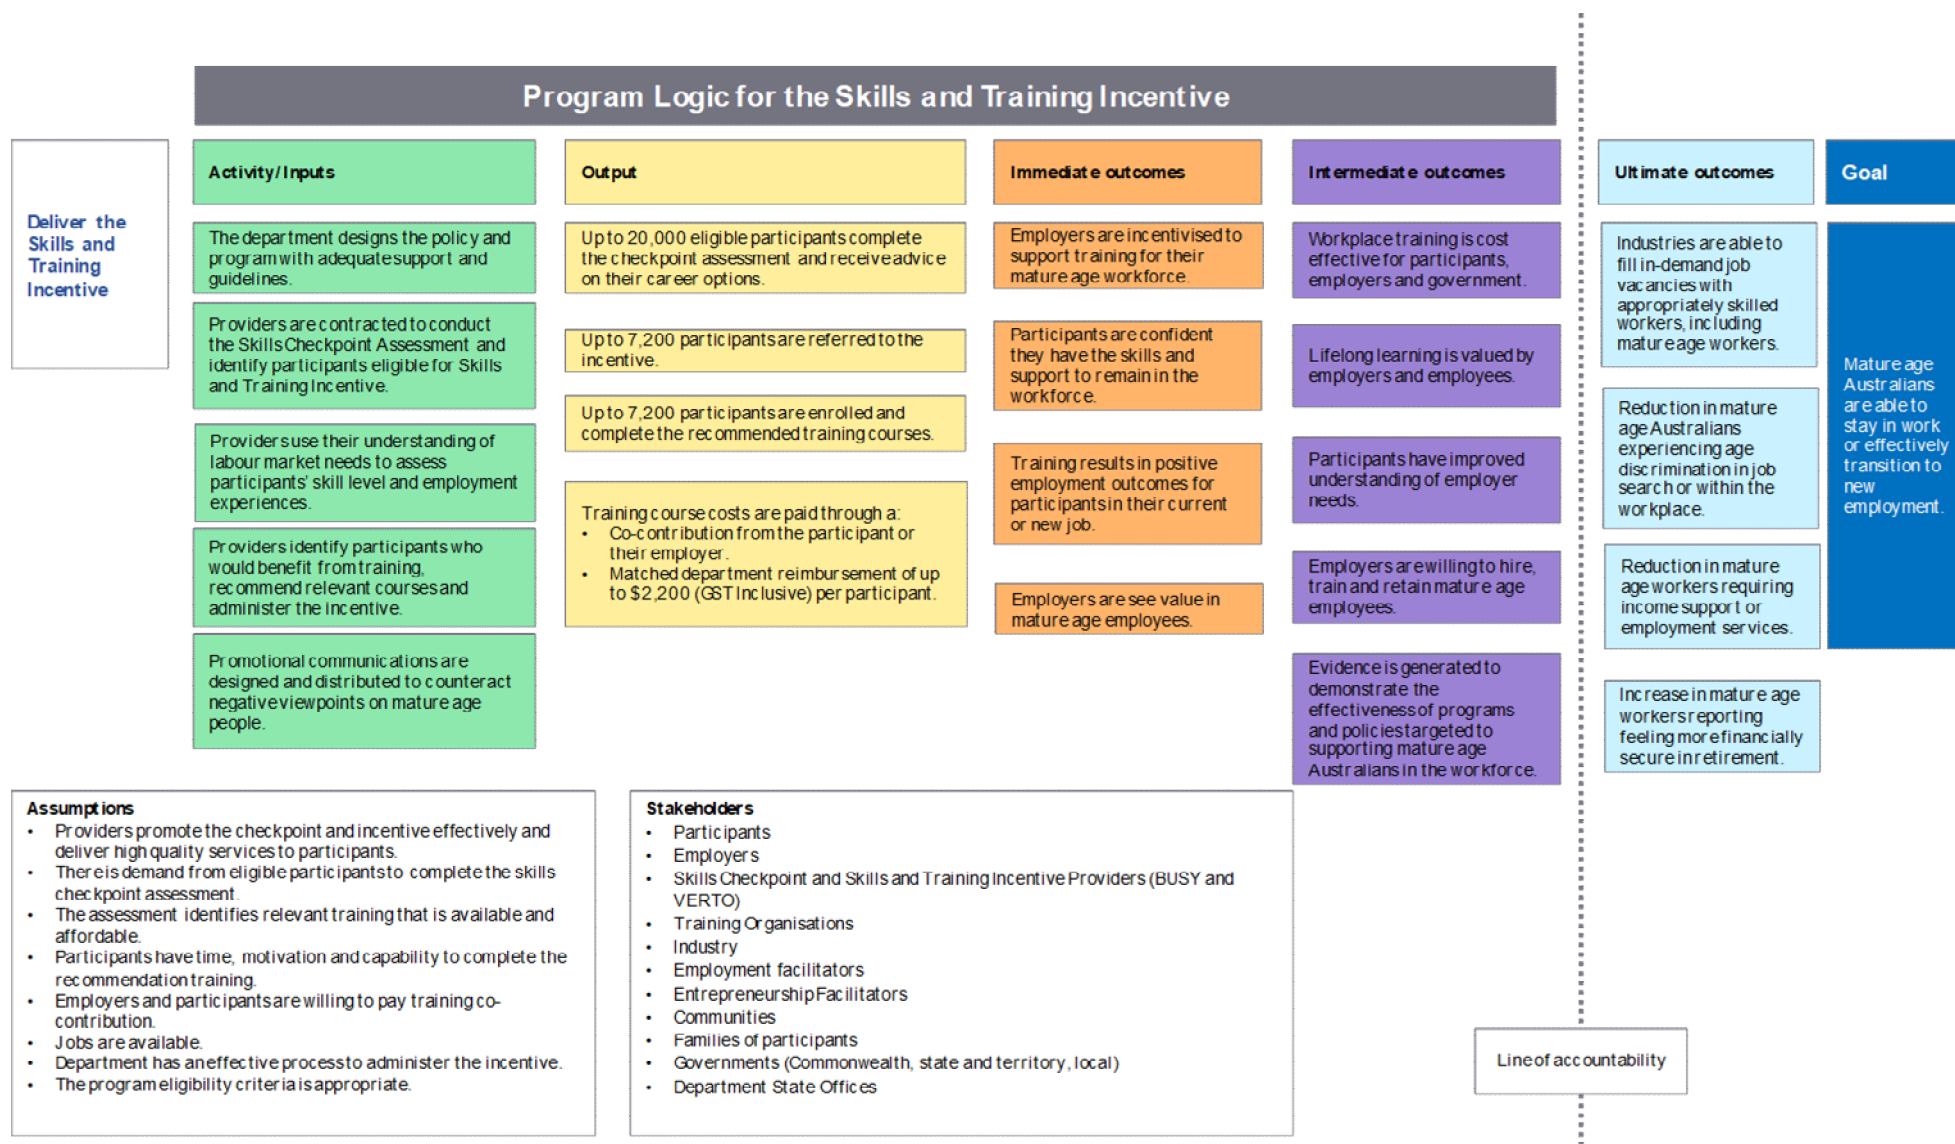 Program Logic for the Skills and Training Incentive
Deliver the
Skills and
Training
Incentive
Activity/Inputs
The department designs the policy and
program with adequate support and
guidelines.
Providers are contracted to conduct
the Skills Checkpoint Assessment and
identify participants eligible for Skills
and Training Incentive.
Providers use their understanding of
labour market needs to assess
participants' skill level and employment
experiences.
Providers identify participants who
would benefit from training,
recommend relevant courses and
administer the incentive.
Promotional communications are
designed and distributed to counteract
negative viewpoints on mature age
people.
Output
Up to 20,000 eligible participants complete
the checkpoint assessment and receive advice
on their career options.
Up to 7,200 participants are referred to the
incentive.
Up to 7,200 participants are enrolled and
complete the recommended training courses.
Training course costs are paid through a:
• Co-contribution from the participant or
their employer.
• Matched department reimbursement of up
to $2,200 (GST Inclusive) per participant.
Immediate outcomes
Employers are incentivised to
support training for their
mature age workforce.
Participants are confident
they have the skills and
support to remain in the
workforce.
Training results in positive
employment outcomes for
participants in their current
or new job.
Employers are see value in
mature age employees.
Intermediate outcomes
Workplace training is cost
effective for participants,
employers and government.
Lifelong learning is valued by
employers and employees.
Participants have improved
understanding of employer
needs.
Employers are willing to hire,
train and retain mature age
employees.
Evidence is generated to
demonstrate the
effectiveness of programs
and policies targeted to
supporting mature age
Australians in the workforce.
Ultimate outcomes
Industries are able to
fill in-demand job
vacancies with
appropriately skilled
workers, including
mature age workers.
Reduction in mature
age Australians
experiencing age
discrimination in job
search or within the
workplace.
Reduction in mature
age workers requiring
income support or
employment services.
Increase in mature age
workers reporting
feeling more financially
secure in retirement.
Goal
Mature age
Australians
are able to
stay in work
or effectively
transition to
new
employment.
Assumptions
• Providers promote the checkpoint and incentive effectively and
deliver high quality services to participants.
• There is demand from eligible participants to complete the skills
checkpoint assessment.
• The assessment identifies relevant training that is available and
affordable.
• Participants have time, motivation and capability to complete the
recommendation training.
• Employers and participants are willing to pay training co-
contribution.
• Jobs are available.
• Department has an effective process to administer the incentive.
• The program eligibility criteria is appropriate.
Stakeholders
• Participants
• Employers
• Skills Checkpoint and Skills and Training Incentive Providers (BUSY and
VERTO)
• Training Organisations
• Industry
• Employment facilitators
• Entrepreneurship Facilitators
• Communities
• Families of participants
• Governments (Commonwealth, state and territory, local)
• Department State Offices
Line of accountability